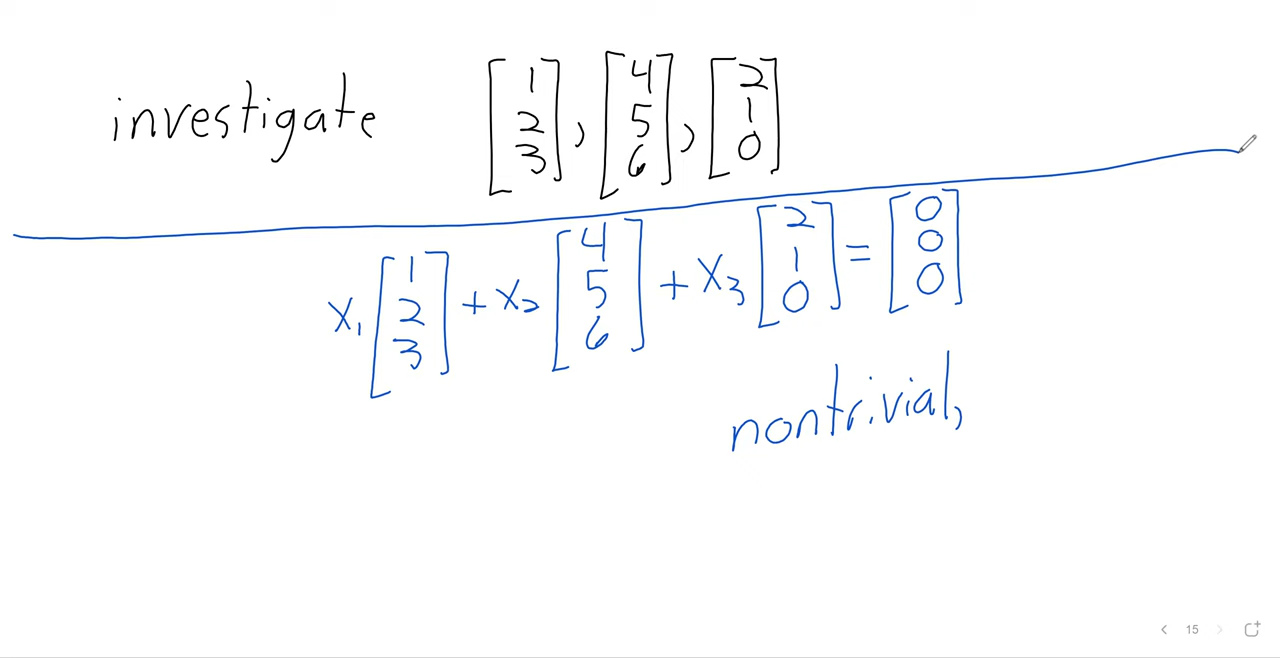 investigate [1 2 3], [4 5 6], [2 1 0]
x₁ [1 2 3] + x₂ [4 5 6] + x₃ [2 1 0] = [0 0 0]
nontrivial,
< 15 >